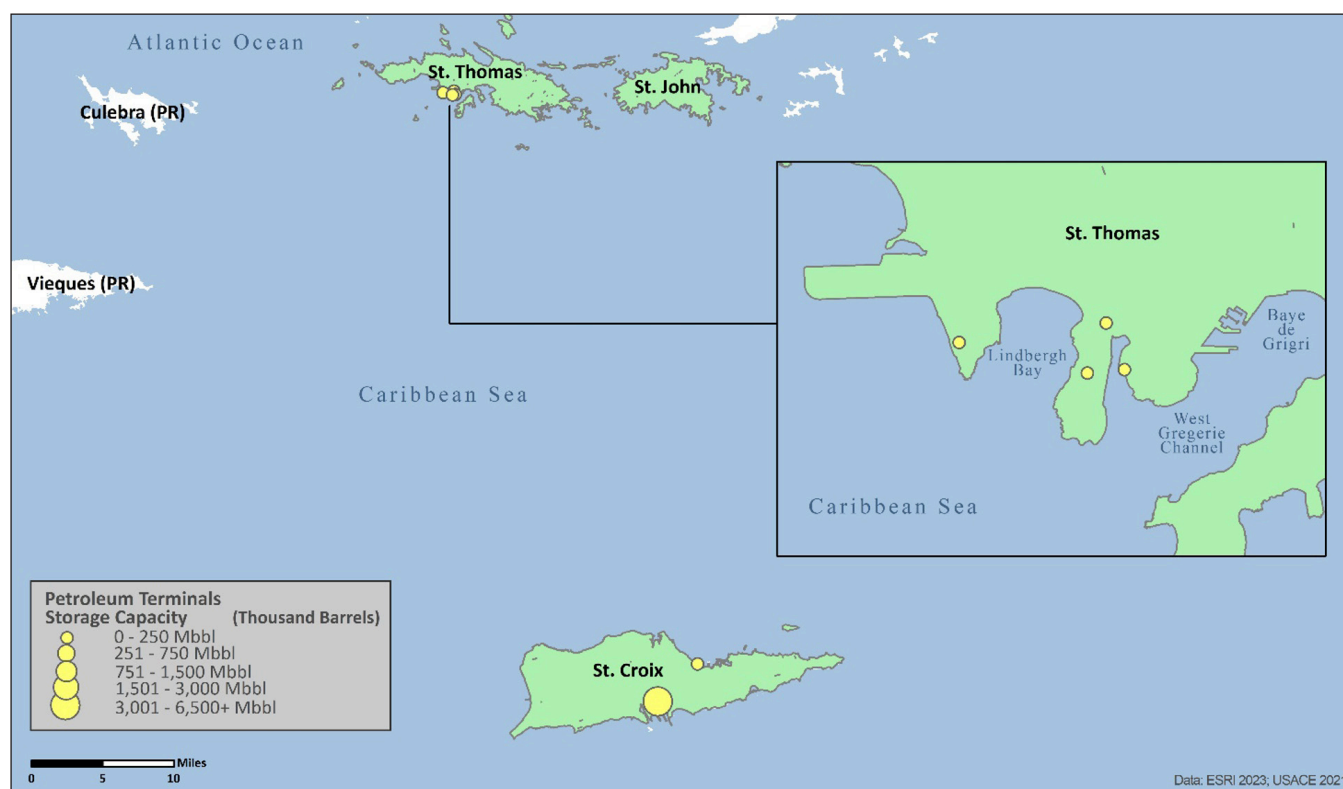 Atlantic Ocean
St. Thomas
St. John
Culebra (PR)
Vieques (PR)
St. Thomas
Baye
de
Grigri
Lindbergh
Bay
West
Gregerie
Channel
Caribbean Sea
Caribbean Sea
Petroleum Terminals
Storage Capacity (Thousand Barrels)
0 - 250 Mbbl
251 - 750 Mbbl
751 - 1,500 Mbbl
1,501 - 3,000 Mbbl
3,001 - 6,500+ Mbbl
St. Croix
Miles
0 5 10
Data: ESRI 2023; USACE 2021